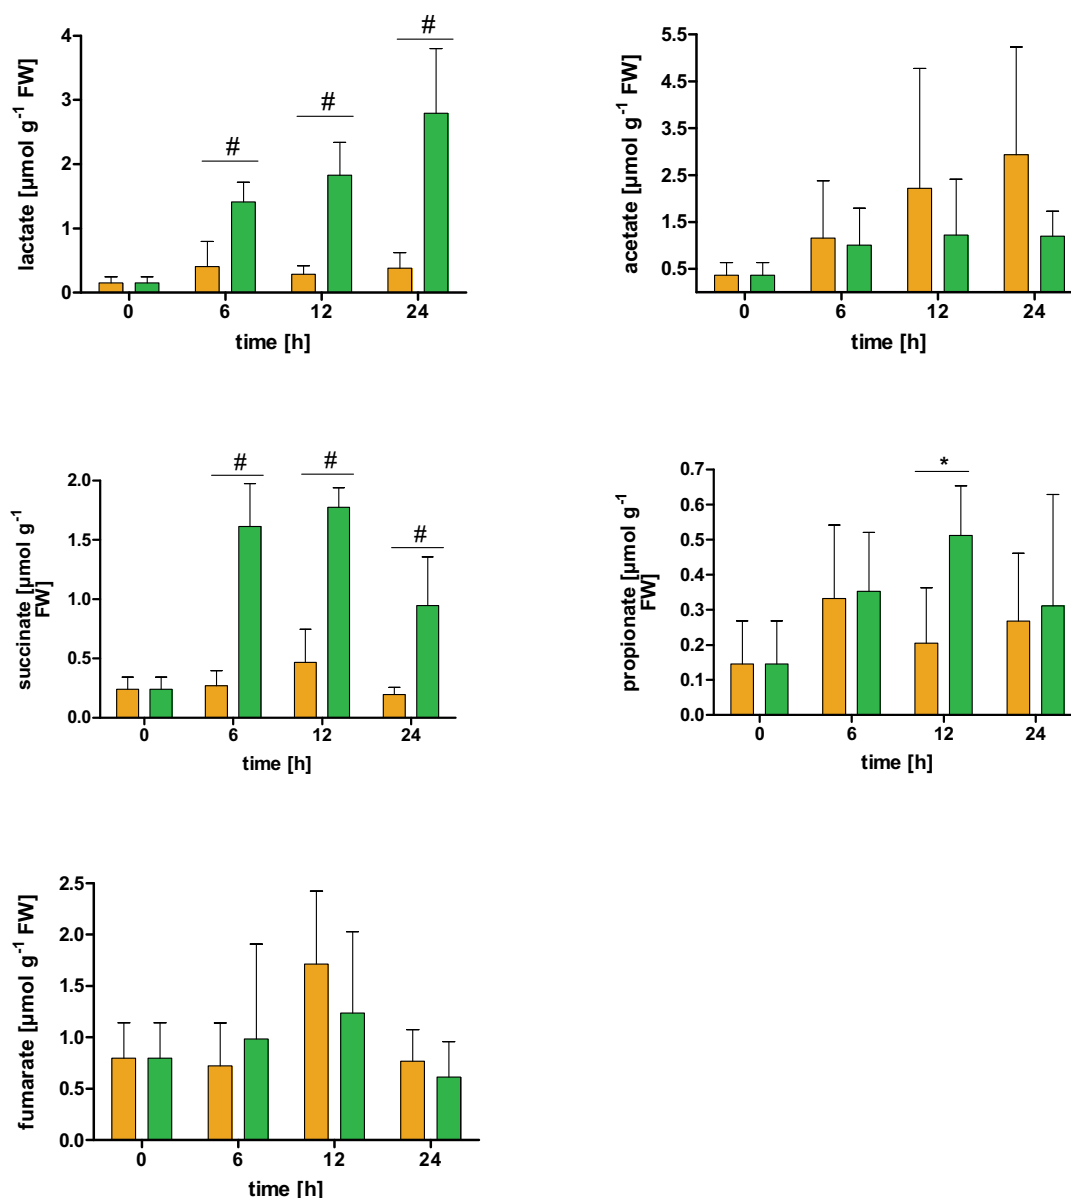 lactate [µmol g⁻¹ FW]
4
3
2
1
0
#
#
#
0 6 12 24
time [h]
acetate [µmol g⁻¹ FW]
5.5
4.5
3.5
2.5
1.5
0.5
0 6 12 24
time [h]
succinate [µmol g⁻¹
FW]
2.0
1.5
1.0
0.5
0.0
#
#
#
0 6 12 24
time [h]
propionate [µmol g⁻¹
FW]
0.7
0.6
0.5
0.4
0.3
0.2
0.1
0.0
*
0 6 12 24
time [h]
fumarate [µmol g⁻¹ FW]
2.5
2.0
1.5
1.0
0.5
0.0
0 6 12 24
time [h]